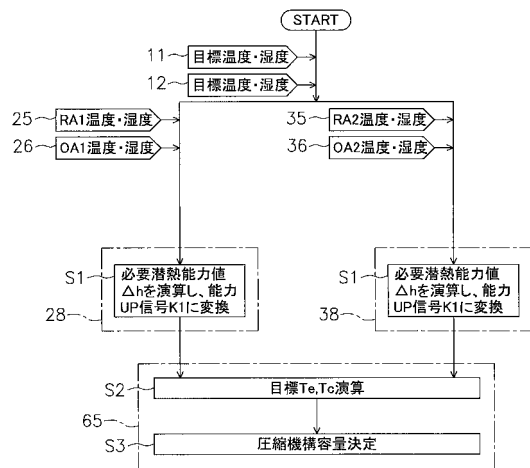 START
11 目標温度・湿度
12 目標温度・湿度
25 RA1温度・湿度
35 RA2温度・湿度
26 OA1温度・湿度
36 OA2温度・湿度
S1
必要潜熱能力値
△hを演算し、能力
UP信号K1に変換
28
S1
必要潜熱能力値
△hを演算し、能力
UP信号K1に変換
38
S2 目標Te,Tc演算
65
S3 圧縮機構容量決定